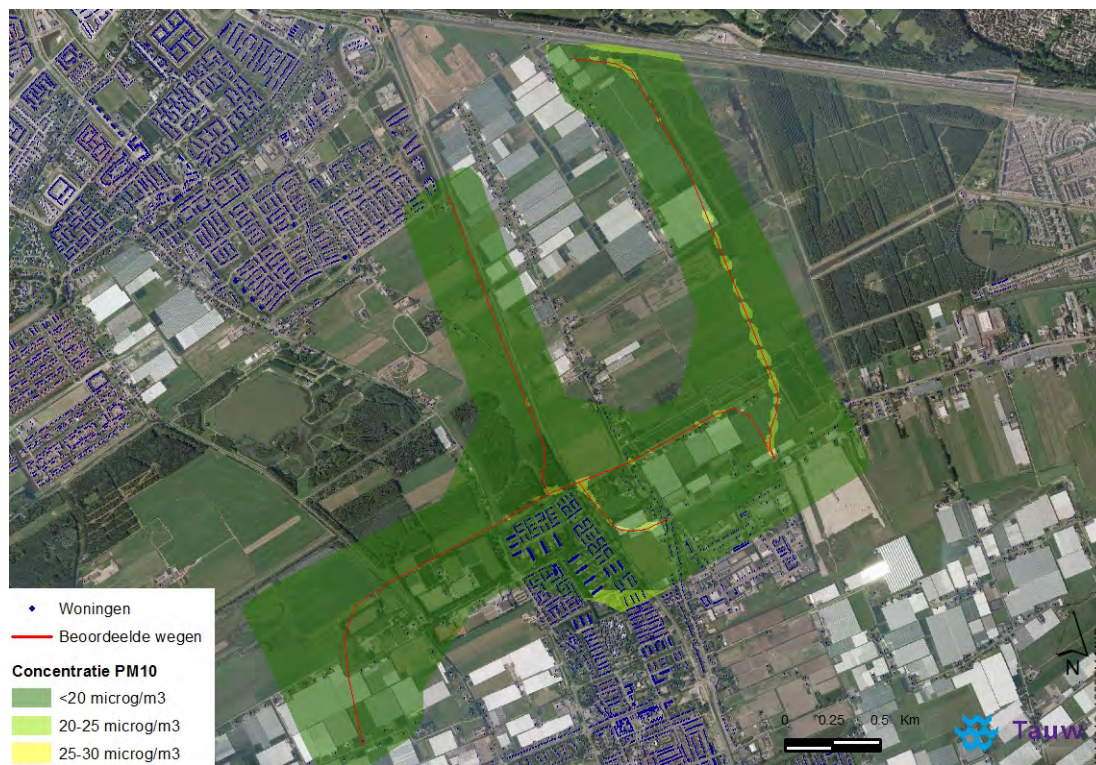 Woningen
Beoordeelde wegen
Concentratie PM10
<20 microg/m3
20-25 microg/m3
25-30 microg/m3
N
0 0.25 0.5 Km
Tauw